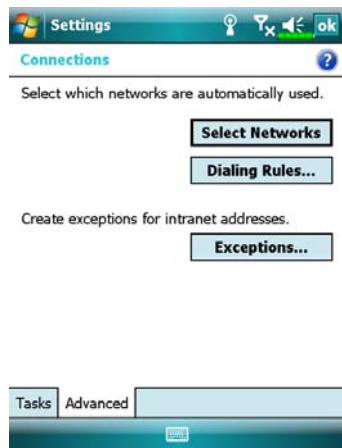 Settings
ok
Connections
?
Select which networks are automatically used.
Select Networks
Dialing Rules...
Create exceptions for intranet addresses.
Exceptions...
Tasks Advanced